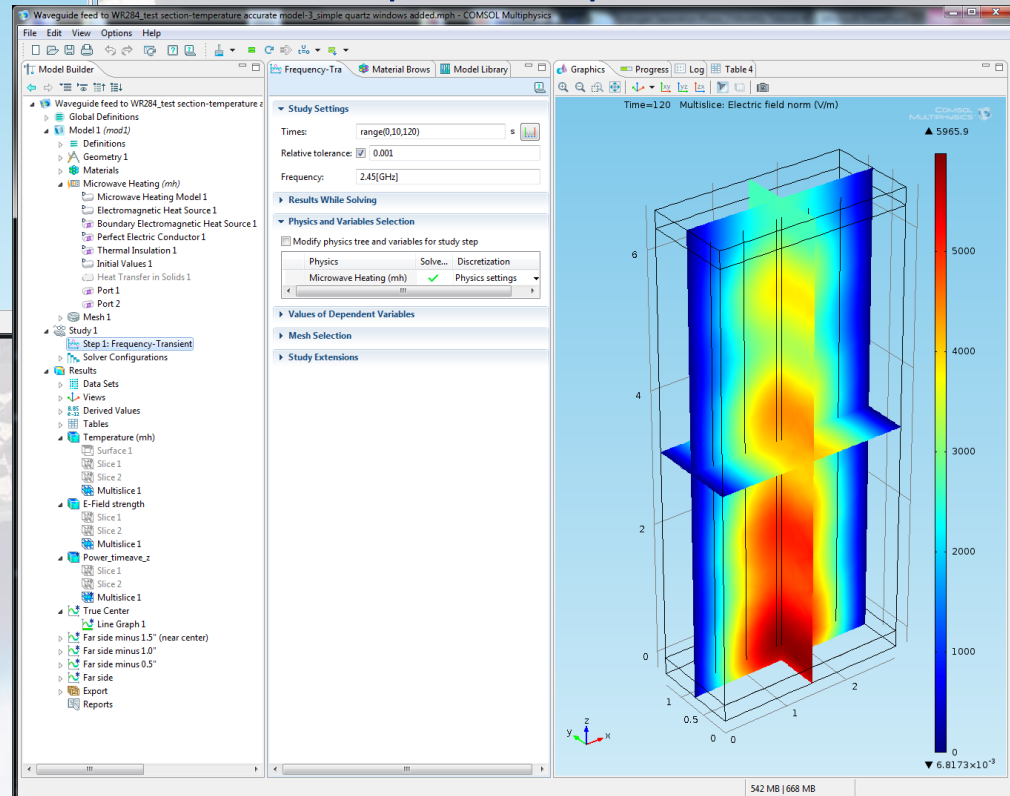 Waveguide feed to WR284_test section-temperature accurate model-3_simple quartz windows added.mph - COMSOL Multiphysics
File Edit View Options Help
Model Builder
Waveguide feed to WR284_test section-temperature a
Global Definitions
Model 1 (mod1)
Definitions
Geometry 1
Materials
Microwave Heating (mh)
Microwave Heating Model 1
Electromagnetic Heat Source 1
Boundary Electromagnetic Heat Source 1
Perfect Electric Conductor 1
Thermal Insulation 1
Initial Values 1
Heat Transfer in Solids 1
Port 1
Port 2
Mesh 1
Study 1
Step 1: Frequency-Transient
Solver Configurations
Results
Data Sets
Views
8.85 e-12 Derived Values
Tables
Temperature (mh)
Surface 1
Slice 1
Slice 2
Multislice 1
E-Field strength
Slice 1
Slice 2
Multislice 1
Power_timeave_z
Slice 1
Slice 2
Multislice 1
True Center
Line Graph 1
Far side minus 1.5" (near center)
Far side minus 1.0"
Far side minus 0.5"
Far side
Export
Reports
Frequency-Tra Material Brows Model Library
Study Settings
Times: range(0,10,120) s
Relative tolerance: 0.001
Frequency: 2.45[GHz]
Results While Solving
Physics and Variables Selection
Modify physics tree and variables for study step
Physics Solve... Discretization
Microwave Heating (mh) Physics settings
Values of Dependent Variables
Mesh Selection
Study Extensions
Graphics Progress Log Table 4
xy yz zx
Time=120 Multislice: Electric field norm (V/m)
COMSOL
MULTIPHYSICS
▲ 5965.9
5000
4000
3000
2000
1000
0
▼ 6.8173×10⁻³
6
4
2
0
1
0.5
0
0
1
2
z
y
x
542 MB | 668 MB